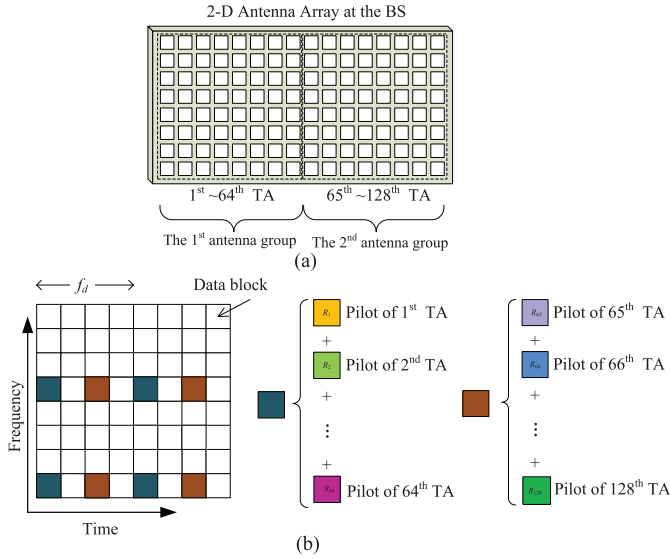 2-D Antenna Array at the BS
1st ~64th TA
65th ~128th TA
The 1st antenna group
The 2nd antenna group
(a)
fd
Data block
Frequency
Time
R1 Pilot of 1st TA
+
R2 Pilot of 2nd TA
+
⋮
+
R64 Pilot of 64th TA
R65 Pilot of 65th TA
+
R66 Pilot of 66th TA
+
⋮
+
R128 Pilot of 128th TA
(b)